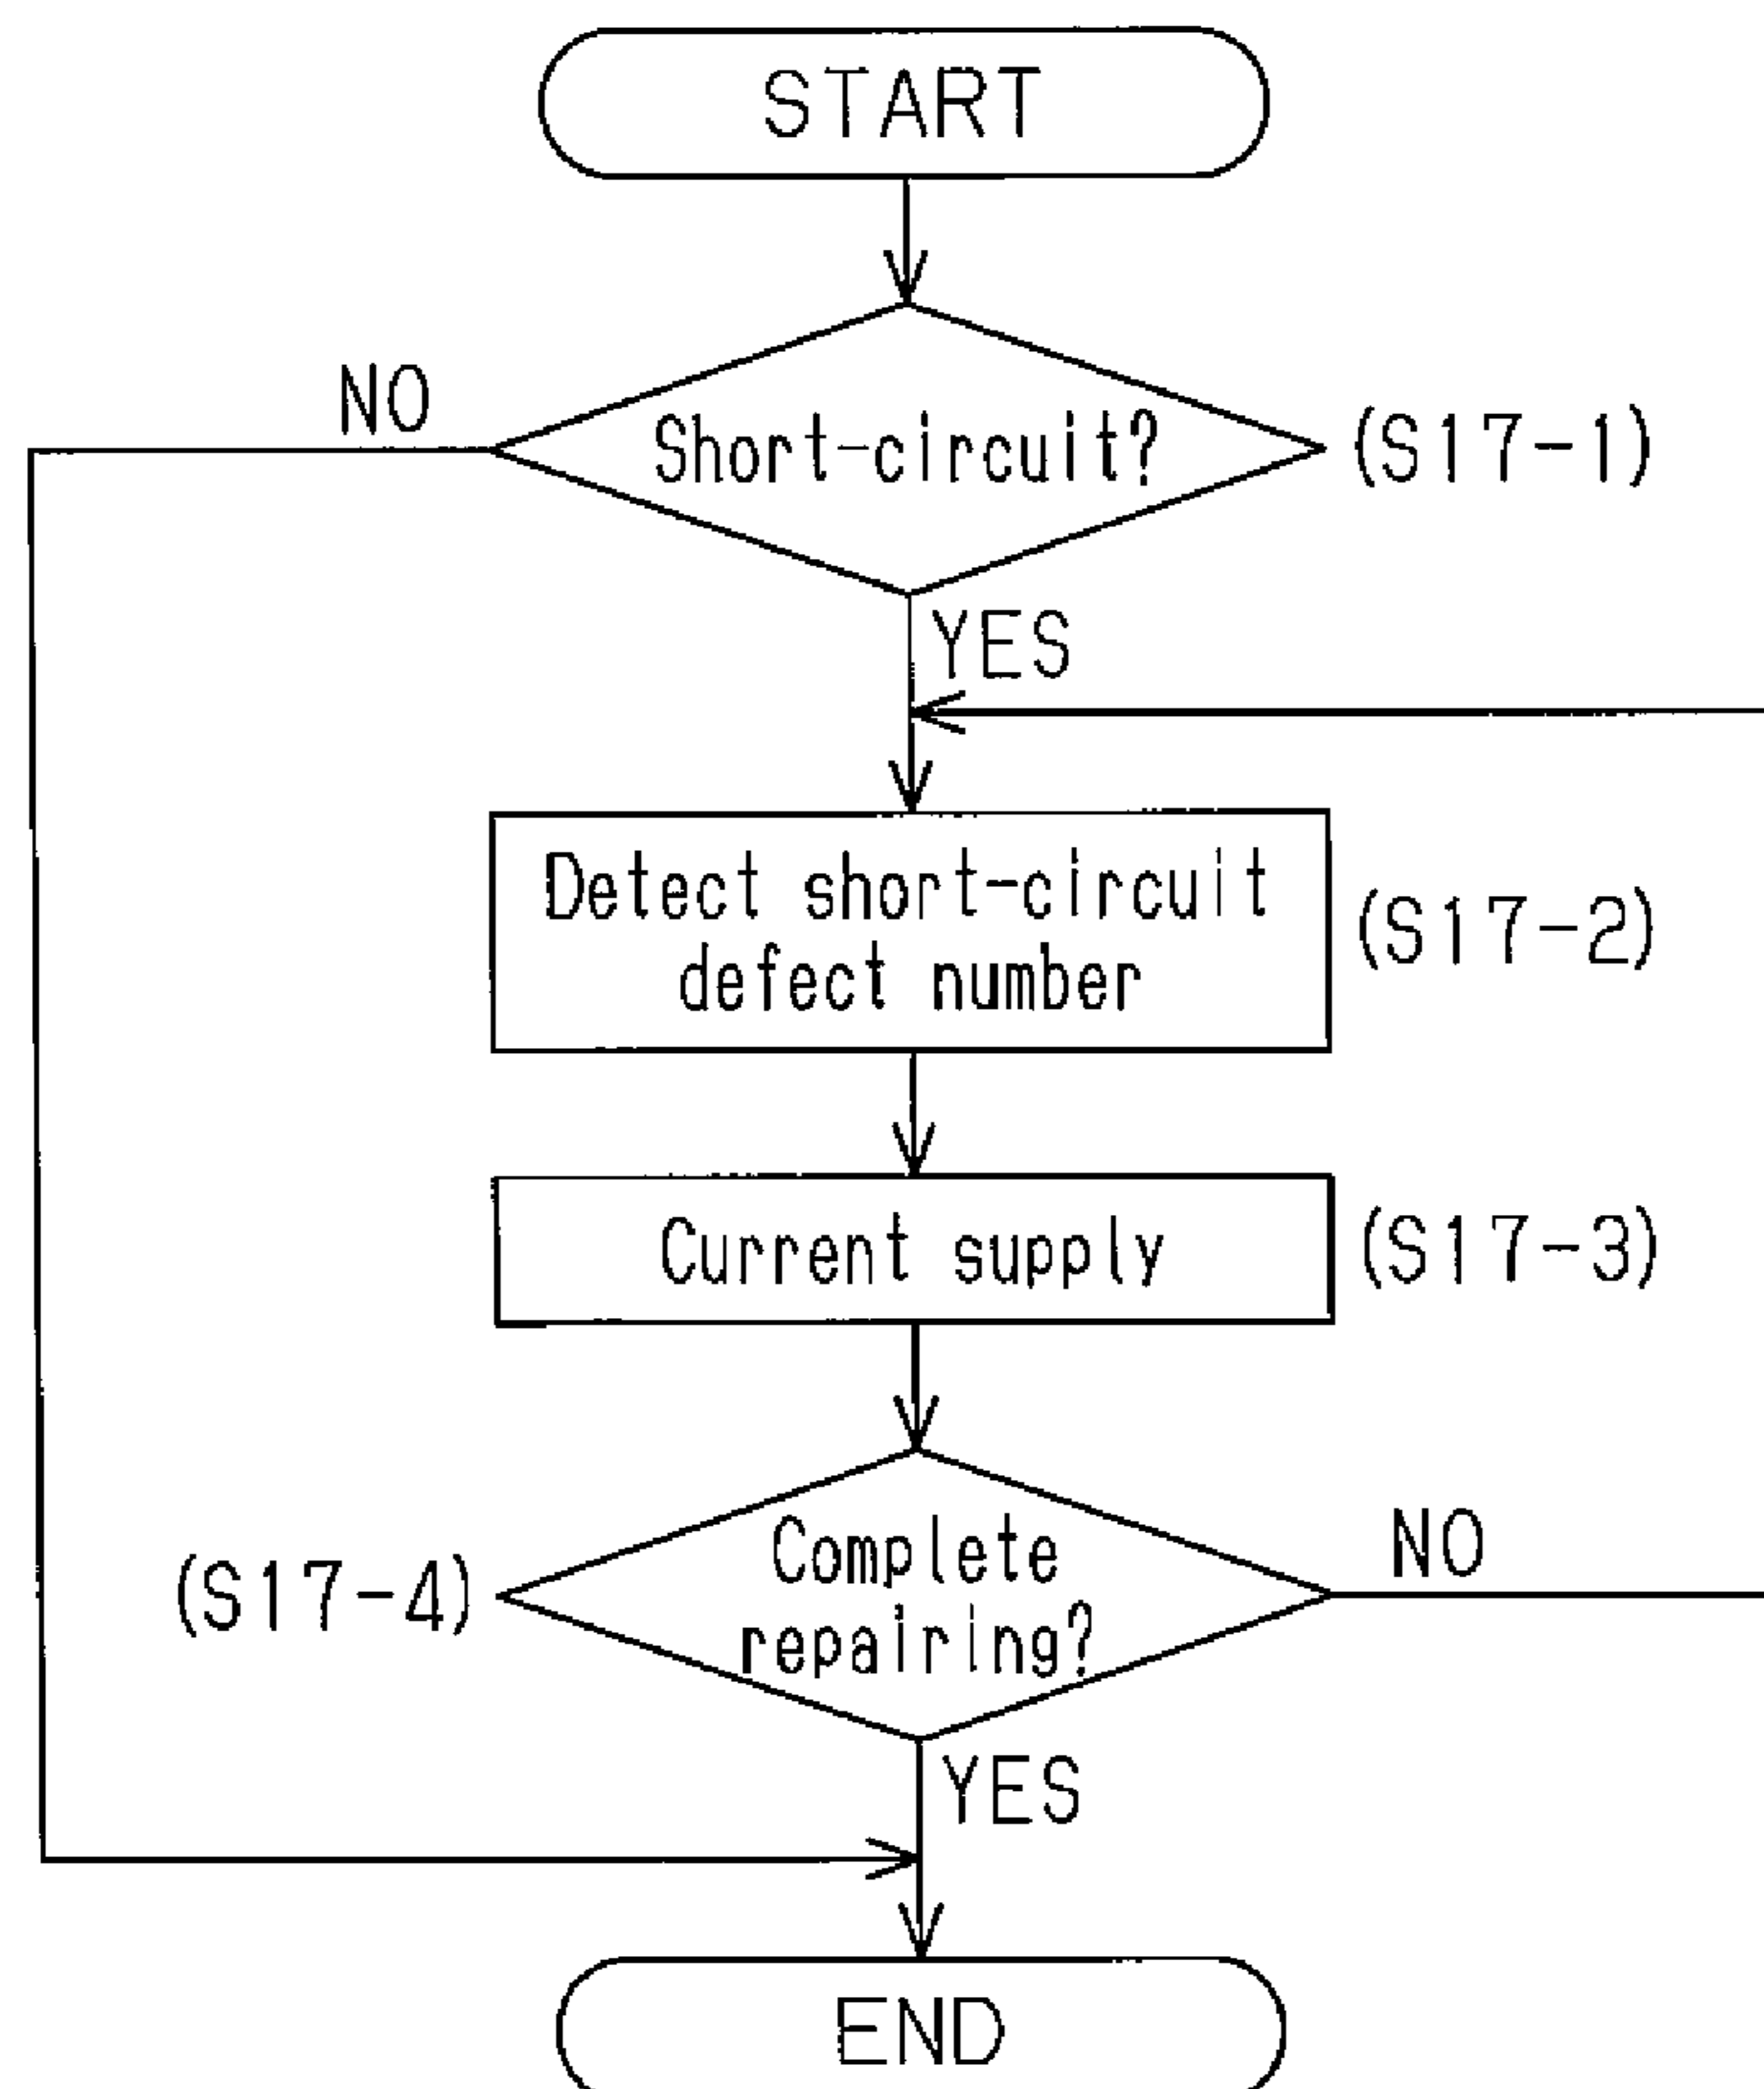 START
NO
Short-circuit?
(S17-1)
YES
Detect short-circuit
defect number
(S17-2)
Current supply
(S17-3)
Complete
repairing?
(S17-4)
NO
YES
END